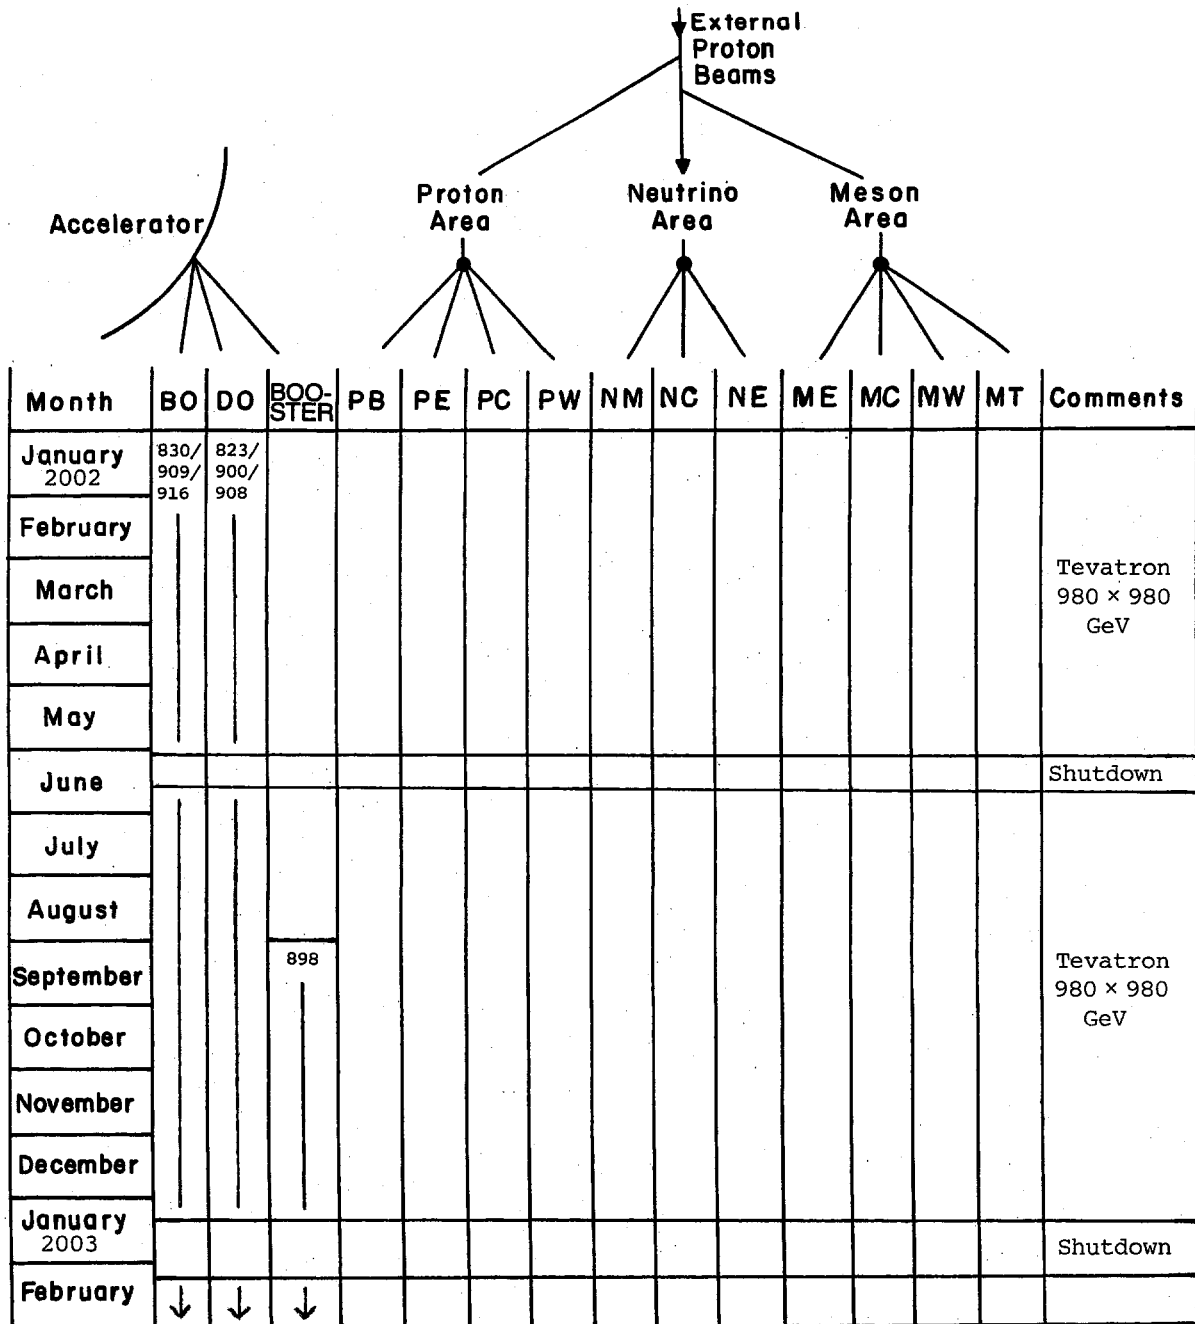 External
Proton
Beams
Accelerator
Proton
Area
Neutrino
Area
Meson
Area
Month BO DO BOO-STER PB PE PC PW NM NC NE ME MC MW MT Comments
January
2002
830/
909/
916
823/
900/
908
February
March
April
May
Tevatron
980 × 980
GeV
June
Shutdown
July
August
September
898
October
November
December
Tevatron
980 × 980
GeV
January
2003
Shutdown
February